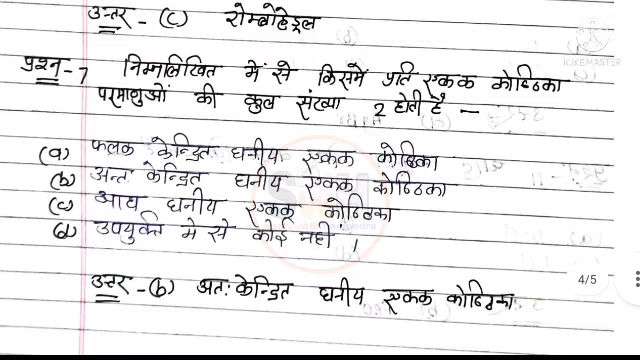 उत्तर - (c) रोम्बोहेड्रल
KINEMASTER
प्रश्न - 7 निम्नलिखित में से किसमें प्रति एकक कोष्ठिका
परमाणुओं की कुल संख्या 2 होती है —
(a) फलक केन्द्रित घनीय एकक कोष्ठिका
(b) अन्तः केन्द्रित घनीय एकक कोष्ठिका
(c) आद्य घनीय एकक कोष्ठिका
(d) उपर्युक्त में से कोई नहीं ।
4/5
उत्तर - (b) अतः केन्द्रित घनीय एकक कोष्ठिका